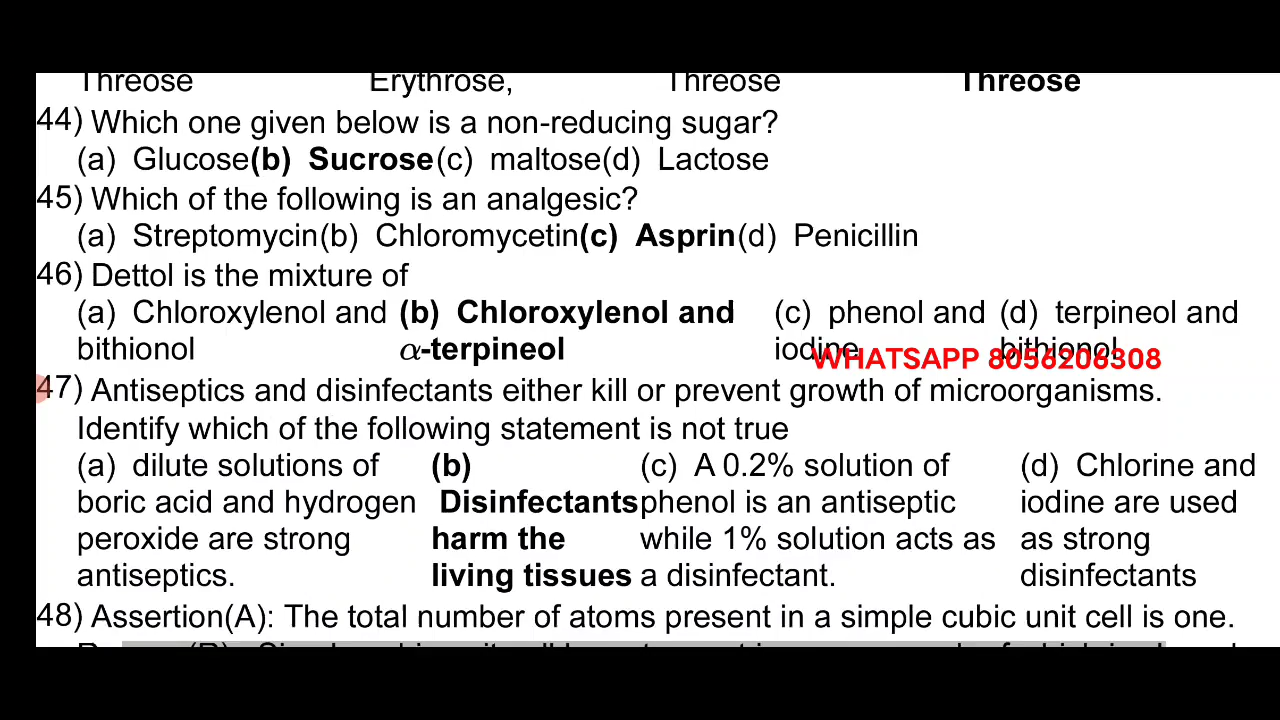 Threose Erythrose, Threose Threose
44) Which one given below is a non-reducing sugar?
(a) Glucose(b) Sucrose(c) maltose(d) Lactose
45) Which of the following is an analgesic?
(a) Streptomycin(b) Chloromycetin(c) Asprin(d) Penicillin
46) Dettol is the mixture of
(a) Chloroxylenol and (b) Chloroxylenol and (c) phenol and (d) terpineol and
bithionol α-terpineol iodine bithionol
WHATSAPP 8056206308
47) Antiseptics and disinfectants either kill or prevent growth of microorganisms.
Identify which of the following statement is not true
(a) dilute solutions of (b) (c) A 0.2% solution of (d) Chlorine and
boric acid and hydrogen Disinfectants phenol is an antiseptic iodine are used
peroxide are strong harm the while 1% solution acts as as strong
antiseptics. living tissues a disinfectant. disinfectants
48) Assertion(A): The total number of atoms present in a simple cubic unit cell is one.